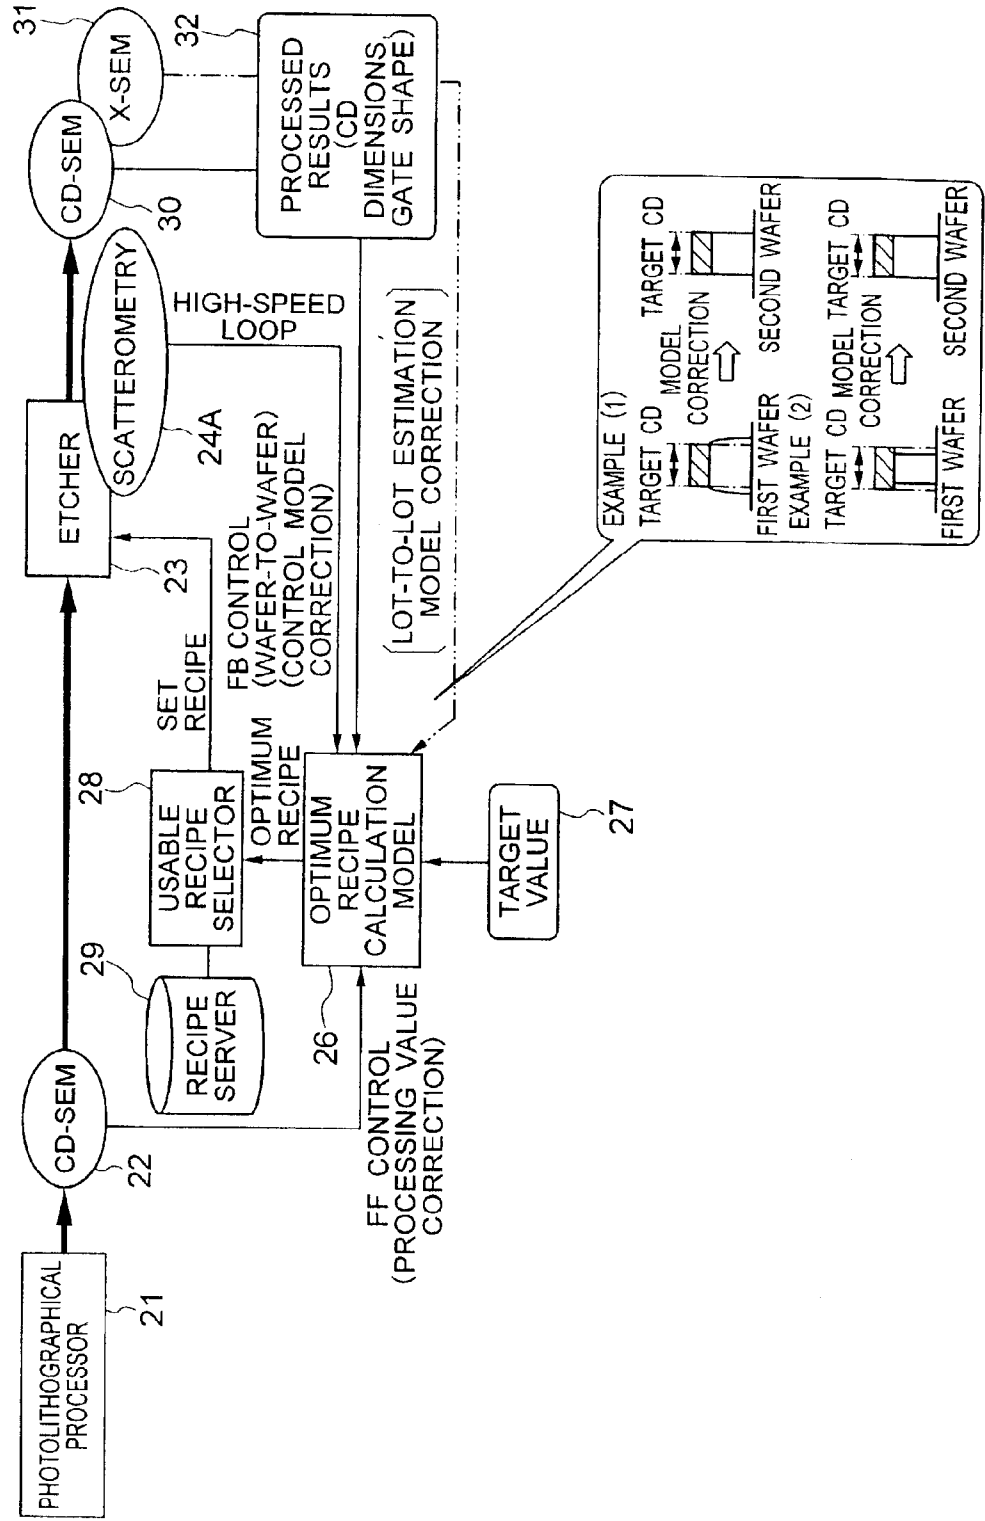 PHOTOLITHOGRAPHICAL
PROCESSOR
21
CD-SEM
22
ETCHER
23
SCATTEROMETRY
24A
CD-SEM
30
X-SEM
31
32
PROCESSED
RESULTS
(CD
DIMENSIONS,
GATE SHAPE)
HIGH-SPEED
LOOP
29
RECIPE
SERVER
28
USABLE
RECIPE
SELECTOR
SET
RECIPE
OPTIMUM
RECIPE
FB CONTROL
(WAFER-TO-WAFER)
(CONTROL MODEL
CORRECTION)
26
OPTIMUM
RECIPE
CALCULATION
MODEL
FF CONTROL
(PROCESSING VALUE
CORRECTION)
TARGET
VALUE
27
(LOT-TO-LOT ESTIMATION
MODEL CORRECTION)
EXAMPLE (1)
TARGET CD
MODEL
CORRECTION
TARGET CD
FIRST WAFER
SECOND WAFER
EXAMPLE (2)
TARGET CD
MODEL
CORRECTION
TARGET CD
FIRST WAFER
SECOND WAFER